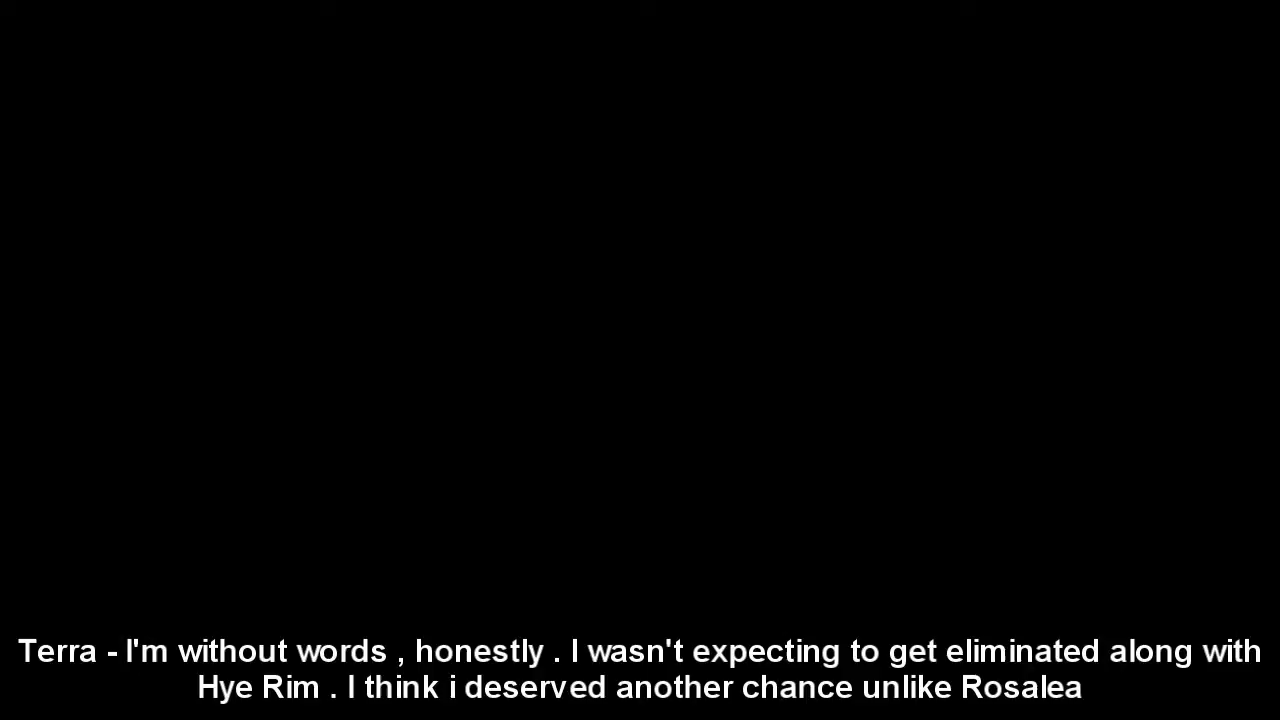 Terra - I'm without words , honestly . I wasn't expecting to get eliminated along with
Hye Rim . I think i deserved another chance unlike Rosalea